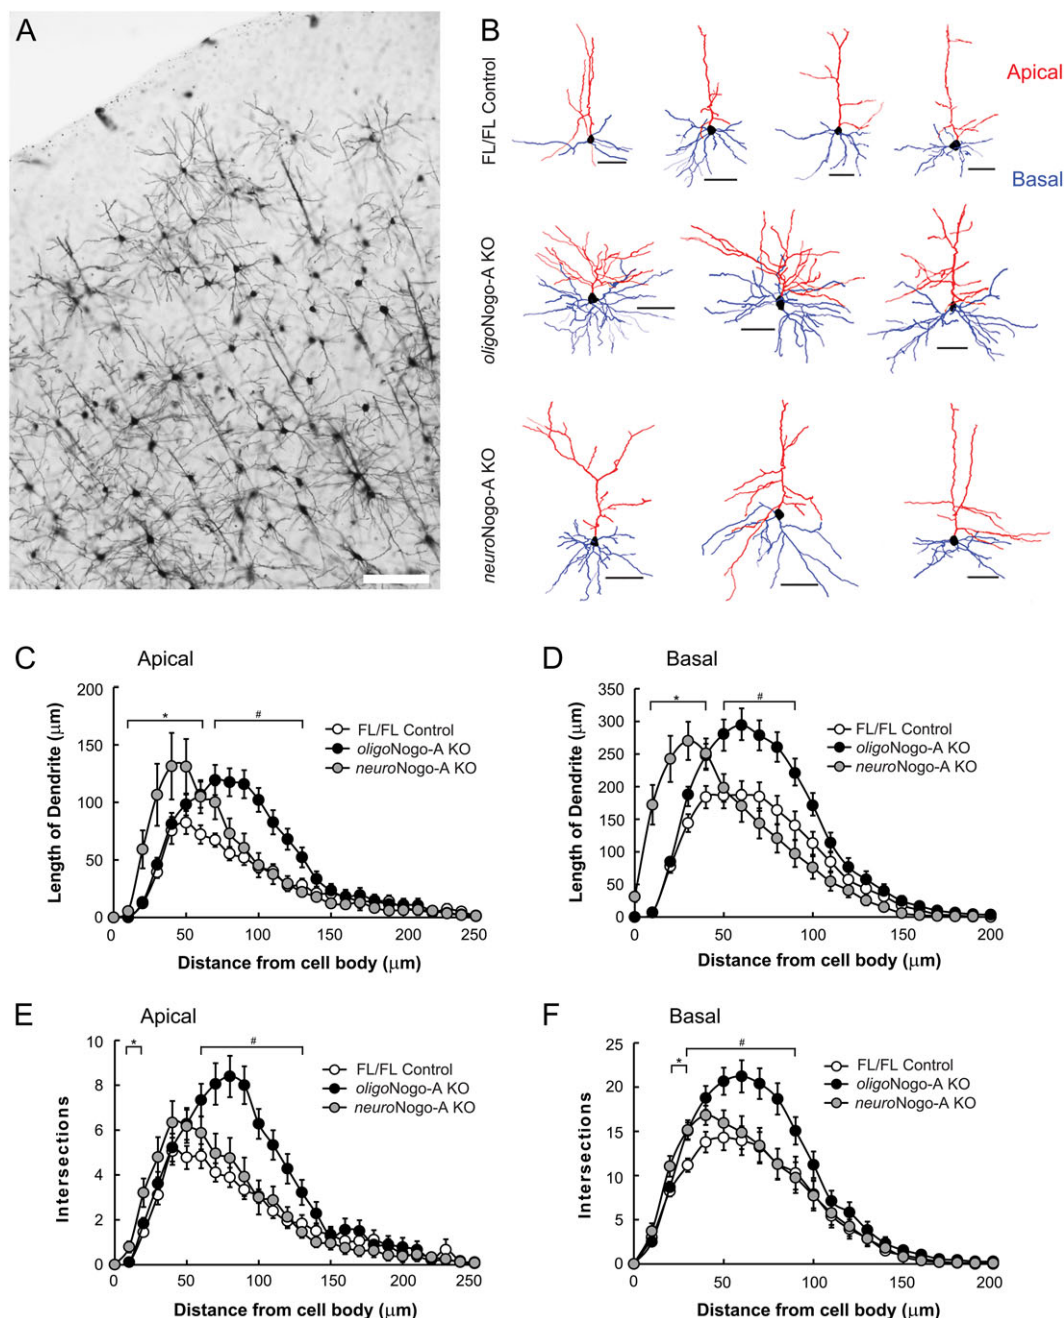 A
B
FL/FL Control
Apical
Basal
oligoNogo-A KO
neuroNogo-A KO
C
Apical
Length of Dendrite (μm)
200
150
100
50
0
*
#
FL/FL Control
oligoNogo-A KO
neuroNogo-A KO
0 50 100 150 200 250
Distance from cell body (μm)
D
Basal
Length of Dendrite (μm)
350
300
250
200
150
100
50
0
*
#
FL/FL Control
oligoNogo-A KO
neuroNogo-A KO
0 50 100 150 200
Distance from cell body (μm)
E
Apical
Intersections
10
8
6
4
2
0
*
#
FL/FL Control
oligoNogo-A KO
neuroNogo-A KO
0 50 100 150 200 250
Distance from cell body (μm)
F
Basal
Intersections
25
20
15
10
5
0
*
#
FL/FL Control
oligoNogo-A KO
neuroNogo-A KO
0 50 100 150 200
Distance from cell body (μm)